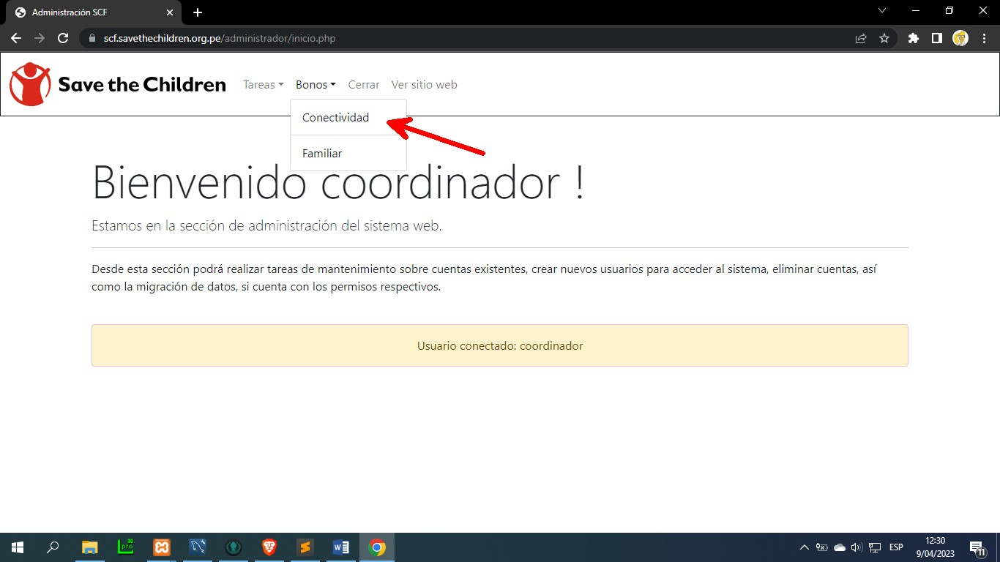 Administración SCF
scf.savethechildren.org.pe/administrador/inicio.php
Save the Children
Tareas
Bonos
Cerrar
Ver sitio web
Conectividad
Familiar
Bienvenido coordinador !
Estamos en la sección de administración del sistema web.
Desde esta sección podrá realizar tareas de mantenimiento sobre cuentas existentes, crear nuevos usuarios para acceder al sistema, eliminar cuentas, así
como la migración de datos, si cuenta con los permisos respectivos.
Usuario conectado: coordinador
ESP
12:30
9/04/2023
11